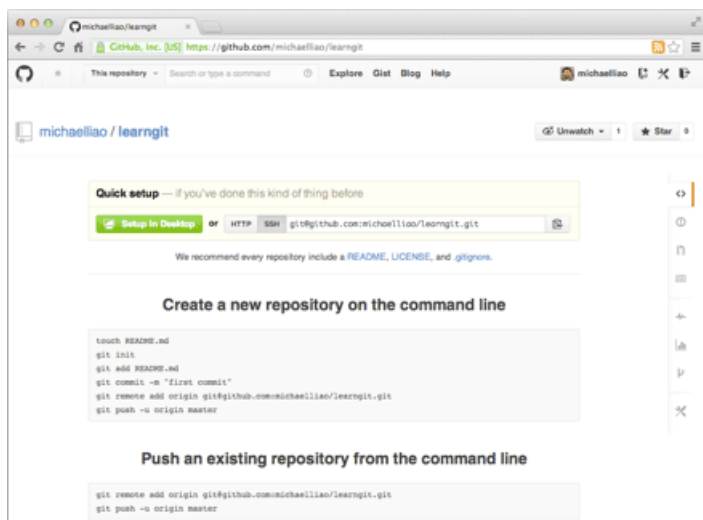 michaelliao/learngit
GitHub, Inc. [US] https://github.com/michaelliao/learngit
This repository Search or type a command Explore Gist Blog Help michaelliao
michaelliao / learngit
Unwatch 1 Star 0
Quick setup — if you've done this kind of thing before
Setup in Desktop or HTTP SSH git@github.com:michaelliao/learngit.git
We recommend every repository include a README, LICENSE, and .gitignore.
Create a new repository on the command line
touch README.md
git init
git add README.md
git commit -m "first commit"
git remote add origin git@github.com:michaelliao/learngit.git
git push -u origin master
Push an existing repository from the command line
git remote add origin git@github.com:michaelliao/learngit.git
git push -u origin master